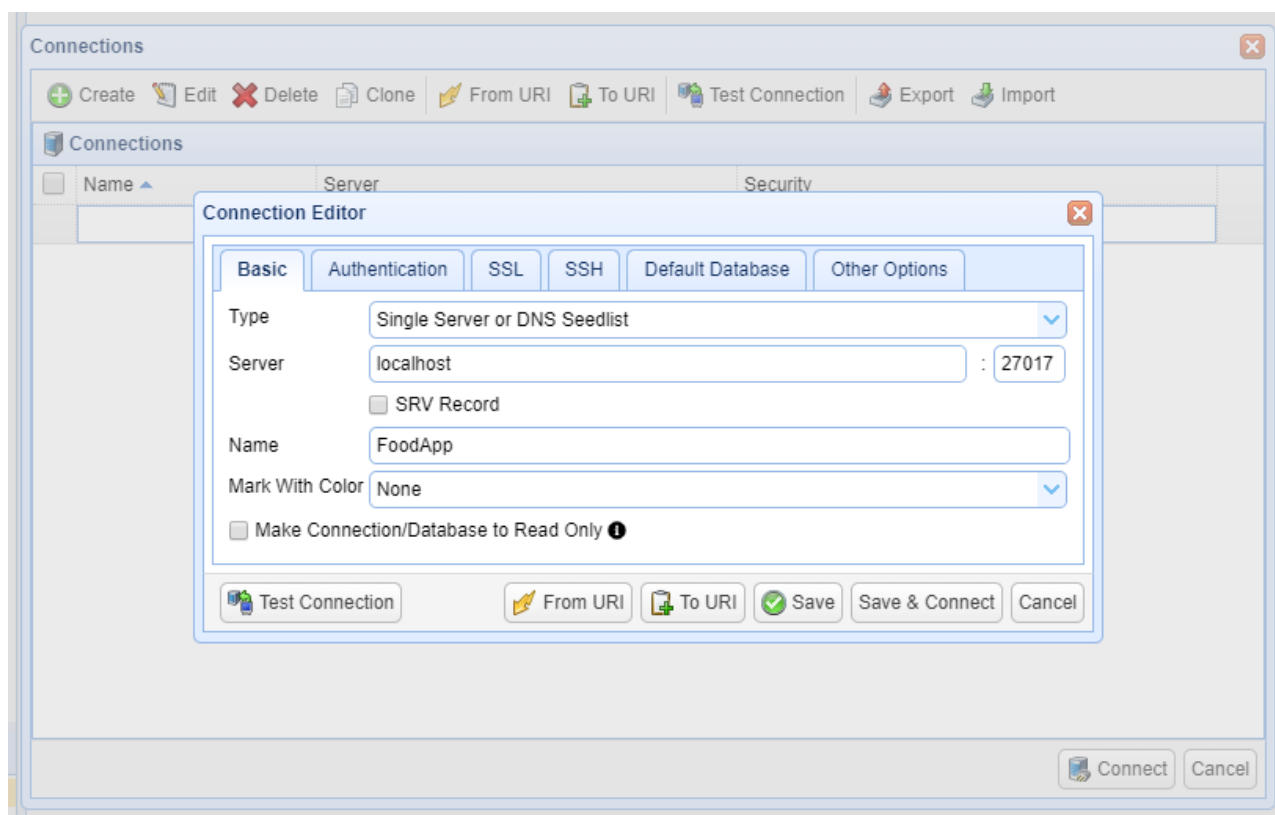 Connections
Create Edit Delete Clone From URI To URI Test Connection Export Import
Connections
Name Server Security
Connection Editor
Basic Authentication SSL SSH Default Database Other Options
Type Single Server or DNS Seedlist
Server localhost : 27017
SRV Record
Name FoodApp
Mark With Color None
Make Connection/Database to Read Only
Test Connection From URI To URI Save Save & Connect Cancel
Connect Cancel